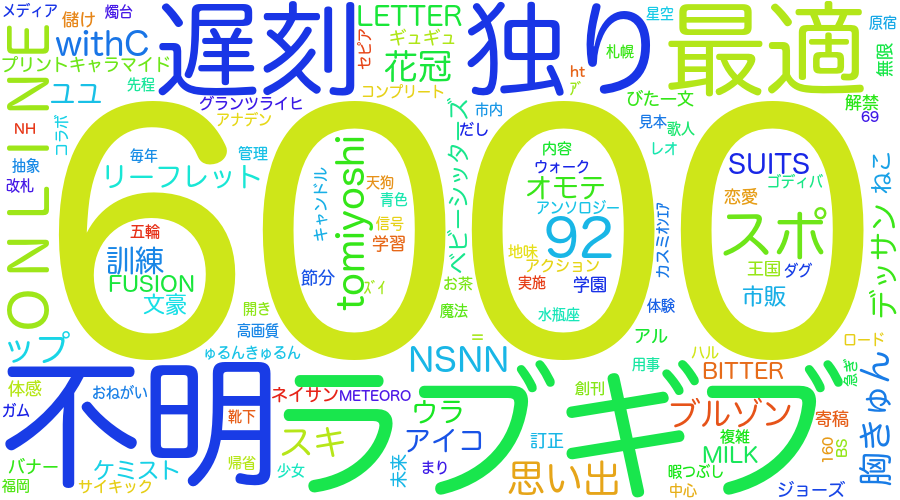 メディア
燭台
儲け
withC
プリントキャラマイド
先程
ユユ
ONLINE
NH
コラボ
抽象
毎年
改札
遅刻
グランツライヒ
アナデン
管理
リーフレット
セピア
LETTER
ギュギュ
花冠
コンプリート
独り
ht
星空
札幌
最適
原宿
無限
びたー文
解禁
69
見本
歌人
レオ
市内
だし
ベビーシッターズ
内容
ウォーク
オモテ
アンソロジー
SUITS
ゴディバ
恋愛
ねこ
6000
五輪
訓練
FUSION
文豪
tomiyoshi
キャンドル
天狗
青色
信号
学習
節分
ズイ
92
地味
アクション
実施
学園
カスミオウエア
スポ
王国
ダグ
市販
デッサン
お茶
魔法
水瓶座
体験
開き
高画質
ップ
ゅるんきゅるん
アル
ロード
ハル
NSNN
用事
BITTER
急ぎ
体感
ガム
不明
おねがい
靴下
ネイサン
METEORO
ラブギブ
創刊
ブルゾン
寄稿
胸きゅん
スキ
ウラ
アイコ
訂正
複雑
MILK
160
BS
バナー
福岡
ケミスト
サイキック
帰省
少女
未来
まり
思い出
暇つぶし
中心
ジョーズ